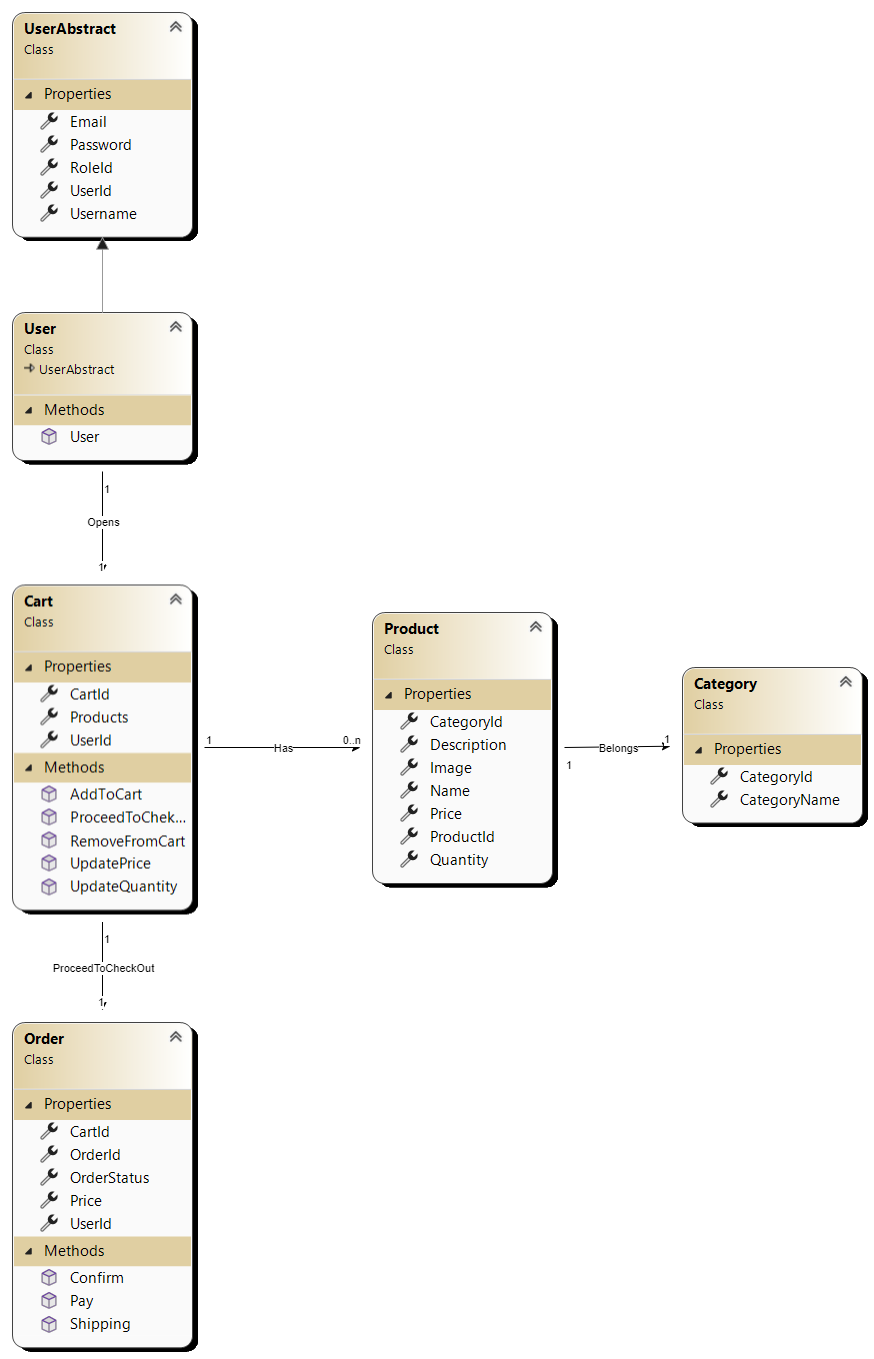 UserAbstract
Class
Properties
Email
Password
RoleId
UserId
Username
User
Class
UserAbstract
Methods
User
1
Opens
1
Cart
Class
Properties
CartId
Products
UserId
Methods
AddToCart
ProceedToChek...
RemoveFromCart
UpdatePrice
UpdateQuantity
1
Has
0..n
Product
Class
Properties
CategoryId
Description
Image
Name
Price
ProductId
Quantity
1
Belongs
1
Category
Class
Properties
CategoryId
CategoryName
1
ProceedToCheckOut
1
Order
Class
Properties
CartId
OrderId
OrderStatus
Price
UserId
Methods
Confirm
Pay
Shipping